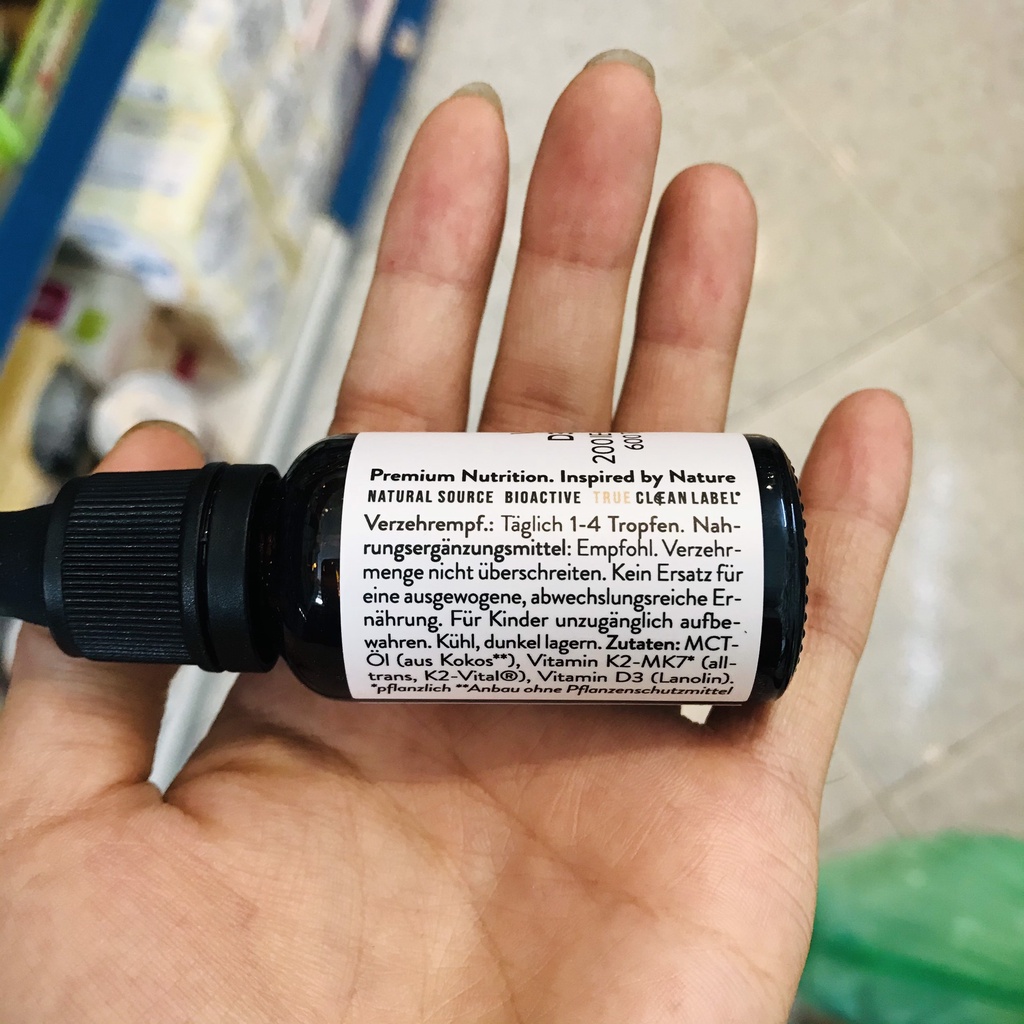 Premium Nutrition. Inspired by Nature
NATURAL SOURCE BIOACTIVE TRUE CLEAN LABEL®
Verzehrempf.: Täglich 1-4 Tropfen. Nah-
rungsergänzungsmittel: Empfohl. Verzehr-
menge nicht überschreiten. Kein Ersatz für
eine ausgewogene, abwechslungsreiche Er-
nährung. Für Kinder unzugänglich aufbe-
wahren. Kühl, dunkel lagern. Zutaten: MCT-
Öl (aus Kokos**), Vitamin K2-MK7* (all-
trans, K2-Vital®), Vitamin D3 (Lanolin).
*pflanzlich **Anbau ohne Pflanzenschutzmittel